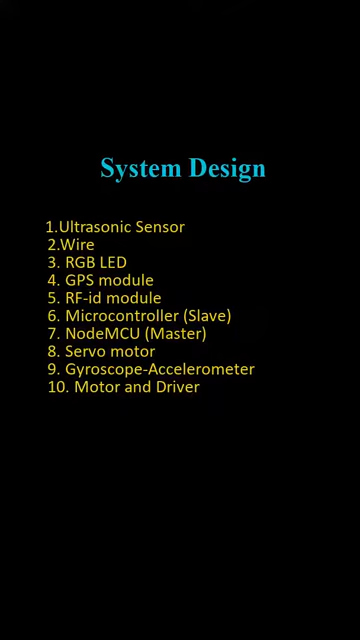 System Design
1.Ultrasonic Sensor
2.Wire
3. RGB LED
4. GPS module
5. RF-id module
6. Microcontroller (Slave)
7. NodeMCU (Master)
8. Servo motor
9. Gyroscope-Accelerometer
10. Motor and Driver